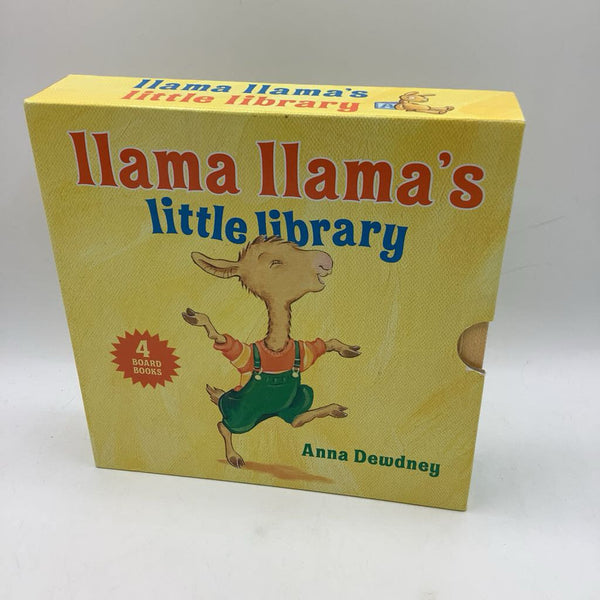 llama llama's
little library
llama llama's
little library
4
BOARD
BOOKS
Anna Dewdney